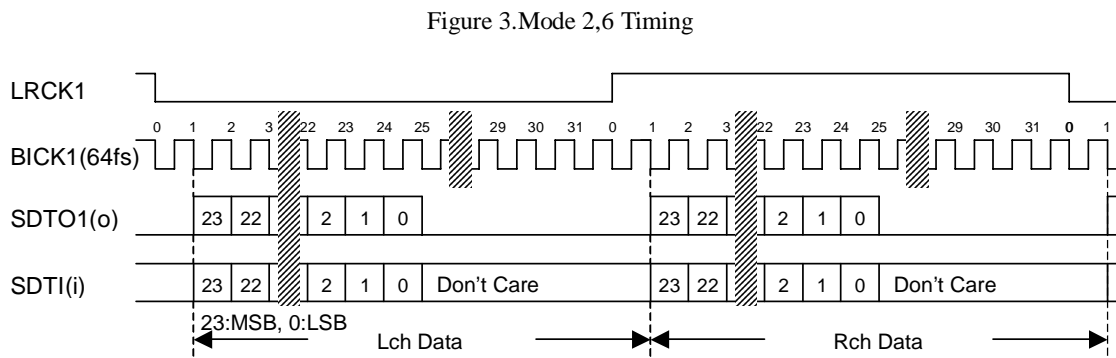 Figure 3.Mode 2,6 Timing
LRCK1
0 1 2 3 22 23 24 25 29 30 31 0 1 2 3 22 23 24 25 29 30 31 0 1
BICK1(64fs)
SDTO1(o) 23 22 2 1 0 23 22 2 1 0
SDTI(i) 23 22 2 1 0 Don't Care 23 22 2 1 0 Don't Care
23:MSB, 0:LSB
Lch Data Rch Data